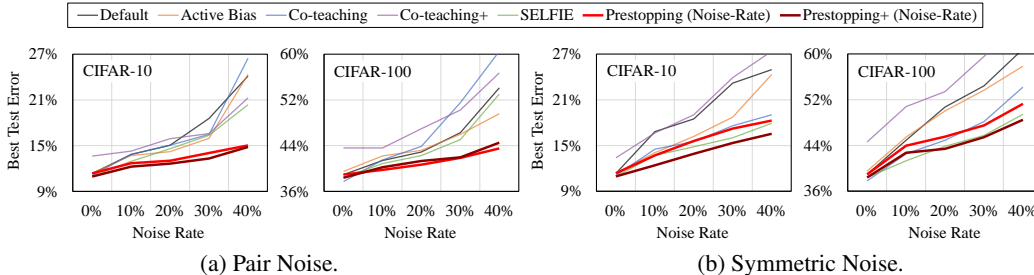 Default Active Bias Co-teaching Co-teaching+ SELFIE Prestopping (Noise-Rate) Prestopping+ (Noise-Rate)
Best Test Error
27%
21%
15%
9%
CIFAR-10
0% 10% 20% 30% 40%
Noise Rate
60%
52%
44%
36%
CIFAR-100
0% 10% 20% 30% 40%
Noise Rate
(a) Pair Noise.
Best Test Error
27%
21%
15%
9%
CIFAR-10
0% 10% 20% 30% 40%
Noise Rate
60%
52%
44%
36%
CIFAR-100
0% 10% 20% 30% 40%
Noise Rate
(b) Symmetric Noise.